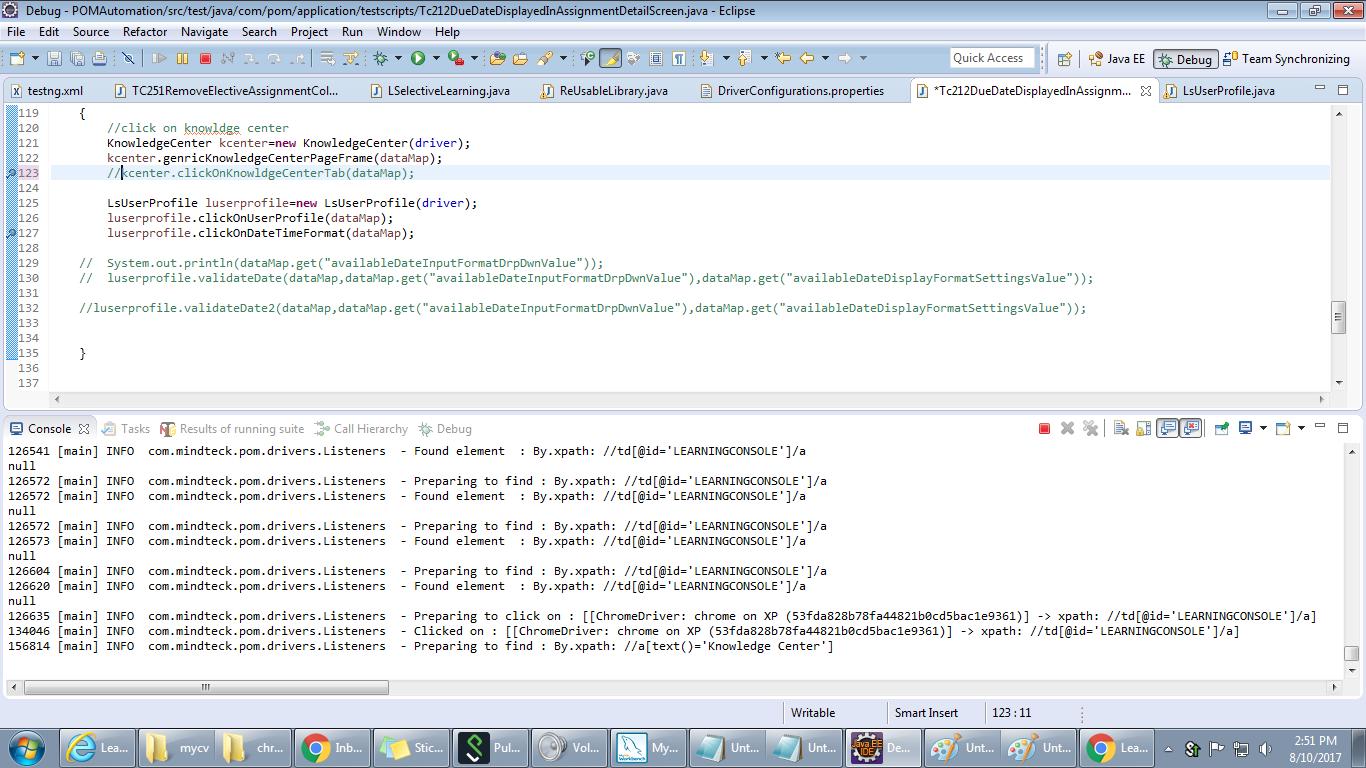 Debug - POMAutomation/src/test/java/com/pom/application/testscripts/Tc212DueDateDisplayedInAssignmentDetailScreen.java - Eclipse
File Edit Source Refactor Navigate Search Project Run Window Help
Quick Access Java EE Debug Team Synchronizing
testng.xml TC251RemoveElectiveAssignmentCol... LSelectiveLearning.java ReUsableLibrary.java DriverConfigurations.properties *Tc212DueDateDisplayedInAssignm... LsUserProfile.java
119 {
120 //click on knowldge center
121 KnowledgeCenter kcenter=new KnowledgeCenter(driver);
122 kcenter.genricKnowledgeCenterPageFrame(dataMap);
123 //kcenter.clickOnKnowldgeCenterTab(dataMap);
124
125 LsUserProfile luserprofile=new LsUserProfile(driver);
126 luserprofile.clickOnUserProfile(dataMap);
127 luserprofile.clickOnDateTimeFormat(dataMap);
128
129 // System.out.println(dataMap.get("availableDateInputFormatDrpDwnValue"));
130 // luserprofile.validateDate(dataMap,dataMap.get("availableDateInputFormatDrpDwnValue"),dataMap.get("availableDateDisplayFormatSettingsValue"));
131
132 //luserprofile.validateDate2(dataMap,dataMap.get("availableDateInputFormatDrpDwnValue"),dataMap.get("availableDateDisplayFormatSettingsValue"));
133
134
135 }
136
137
Console Tasks Results of running suite Call Hierarchy Debug
126541 [main] INFO com.mindteck.pom.drivers.Listeners - Found element : By.xpath: //td[@id='LEARNINGCONSOLE']/a
null
126572 [main] INFO com.mindteck.pom.drivers.Listeners - Preparing to find : By.xpath: //td[@id='LEARNINGCONSOLE']/a
126572 [main] INFO com.mindteck.pom.drivers.Listeners - Found element : By.xpath: //td[@id='LEARNINGCONSOLE']/a
null
126572 [main] INFO com.mindteck.pom.drivers.Listeners - Preparing to find : By.xpath: //td[@id='LEARNINGCONSOLE']/a
126573 [main] INFO com.mindteck.pom.drivers.Listeners - Found element : By.xpath: //td[@id='LEARNINGCONSOLE']/a
null
126604 [main] INFO com.mindteck.pom.drivers.Listeners - Preparing to find : By.xpath: //td[@id='LEARNINGCONSOLE']/a
126620 [main] INFO com.mindteck.pom.drivers.Listeners - Found element : By.xpath: //td[@id='LEARNINGCONSOLE']/a
null
126635 [main] INFO com.mindteck.pom.drivers.Listeners - Preparing to click on : [[ChromeDriver: chrome on XP (53fda828b78fa44821b0cd5bac1e9361)] -> xpath: //td[@id='LEARNINGCONSOLE']/a]
134046 [main] INFO com.mindteck.pom.drivers.Listeners - Clicked on : [[ChromeDriver: chrome on XP (53fda828b78fa44821b0cd5bac1e9361)] -> xpath: //td[@id='LEARNINGCONSOLE']/a]
156814 [main] INFO com.mindteck.pom.drivers.Listeners - Preparing to find : By.xpath: //a[text()='Knowledge Center']
Writable Smart Insert 123 : 11
Lea... mycv chr... Inb... Stic... Pul... Vol... My... Unt... Unt... De... Unt... Unt... Lea... 2:51 PM
8/10/2017